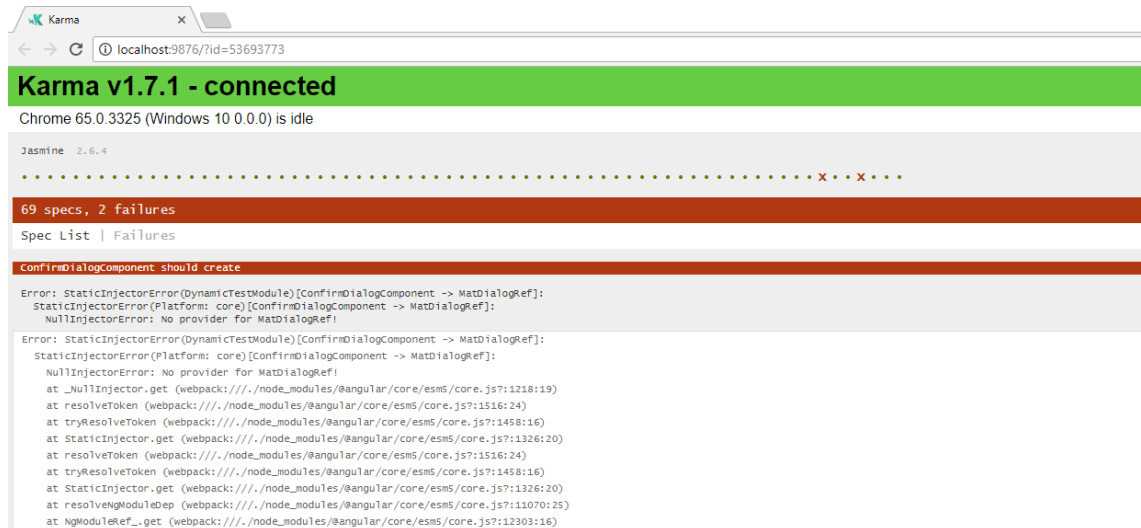 Karma
localhost:9876/?id=53693773
Karma v1.7.1 - connected
Chrome 65.0.3325 (Windows 10 0.0.0) is idle
Jasmine 2.6.4
69 specs, 2 failures
Spec List | Failures
ConfirmDialogComponent should create
Error: StaticInjectorError(DynamicTestModule)[ConfirmDialogComponent -> MatDialogRef]:
StaticInjectorError(Platform: core)[ConfirmDialogComponent -> MatDialogRef]:
NullInjectorError: No provider for MatDialogRef!
Error: StaticInjectorError(DynamicTestModule)[ConfirmDialogComponent -> MatDialogRef]:
StaticInjectorError(Platform: core)[ConfirmDialogComponent -> MatDialogRef]:
NullInjectorError: No provider for MatDialogRef!
at _NullInjector.get (webpack:///./node_modules/@angular/core/esm5/core.js?:1218:19)
at resolveToken (webpack:///./node_modules/@angular/core/esm5/core.js?:1516:24)
at tryResolveToken (webpack:///./node_modules/@angular/core/esm5/core.js?:1458:16)
at StaticInjector.get (webpack:///./node_modules/@angular/core/esm5/core.js?:1326:20)
at resolveToken (webpack:///./node_modules/@angular/core/esm5/core.js?:1516:24)
at tryResolveToken (webpack:///./node_modules/@angular/core/esm5/core.js?:1458:16)
at StaticInjector.get (webpack:///./node_modules/@angular/core/esm5/core.js?:1326:20)
at resolveNgModuleDep (webpack:///./node_modules/@angular/core/esm5/core.js?:11070:25)
at NgModuleRef_.get (webpack:///./node_modules/@angular/core/esm5/core.js?:12303:16)